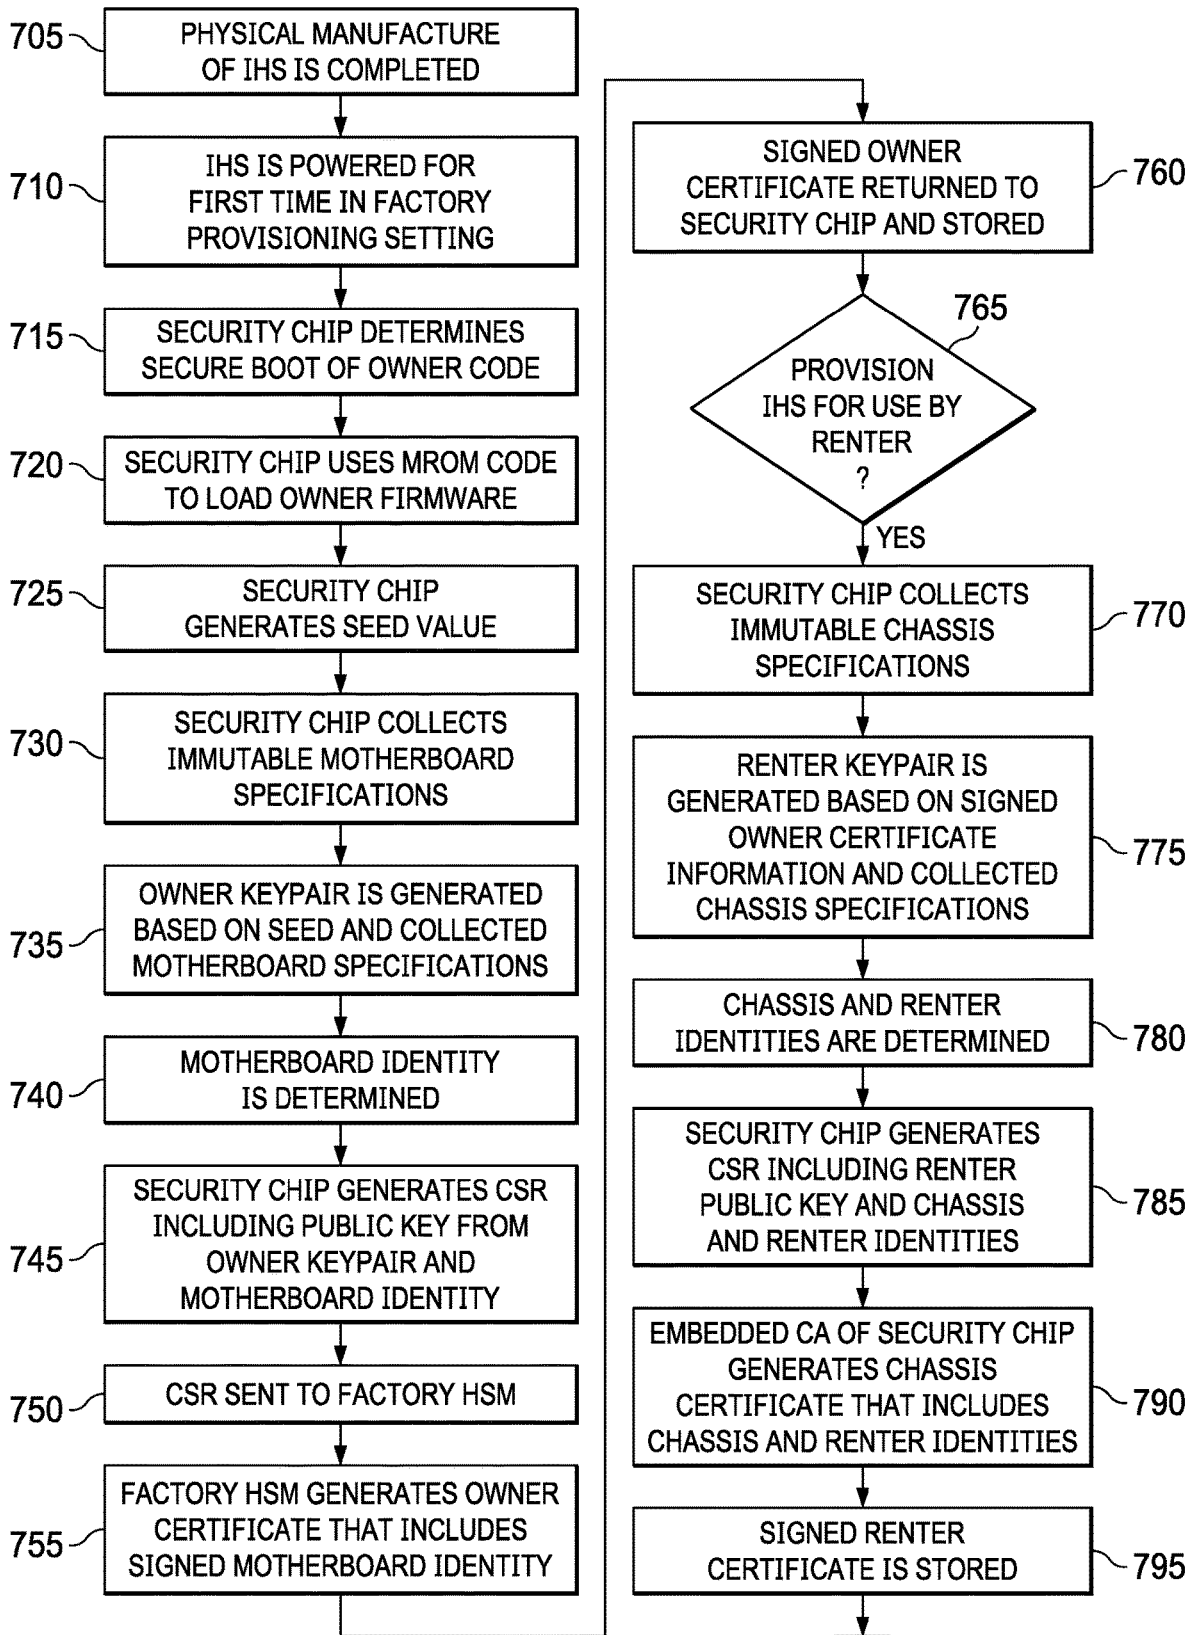 705
PHYSICAL MANUFACTURE
OF IHS IS COMPLETED
710
IHS IS POWERED FOR
FIRST TIME IN FACTORY
PROVISIONING SETTING
715
SECURITY CHIP DETERMINES
SECURE BOOT OF OWNER CODE
720
SECURITY CHIP USES MROM CODE
TO LOAD OWNER FIRMWARE
725
SECURITY CHIP
GENERATES SEED VALUE
730
SECURITY CHIP COLLECTS
IMMUTABLE MOTHERBOARD
SPECIFICATIONS
735
OWNER KEYPAIR IS GENERATED
BASED ON SEED AND COLLECTED
MOTHERBOARD SPECIFICATIONS
740
MOTHERBOARD IDENTITY
IS DETERMINED
745
SECURITY CHIP GENERATES CSR
INCLUDING PUBLIC KEY FROM
OWNER KEYPAIR AND
MOTHERBOARD IDENTITY
750
CSR SENT TO FACTORY HSM
755
FACTORY HSM GENERATES OWNER
CERTIFICATE THAT INCLUDES
SIGNED MOTHERBOARD IDENTITY
SIGNED OWNER
CERTIFICATE RETURNED TO
SECURITY CHIP AND STORED
760
765
PROVISION
IHS FOR USE BY
RENTER
?
YES
SECURITY CHIP COLLECTS
IMMUTABLE CHASSIS
SPECIFICATIONS
770
RENTER KEYPAIR IS
GENERATED BASED ON SIGNED
OWNER CERTIFICATE
INFORMATION AND COLLECTED
CHASSIS SPECIFICATIONS
775
CHASSIS AND RENTER
IDENTITIES ARE DETERMINED
780
SECURITY CHIP GENERATES
CSR INCLUDING RENTER
PUBLIC KEY AND CHASSIS
AND RENTER IDENTITIES
785
EMBEDDED CA OF SECURITY CHIP
GENERATES CHASSIS
CERTIFICATE THAT INCLUDES
CHASSIS AND RENTER IDENTITIES
790
SIGNED RENTER
CERTIFICATE IS STORED
795